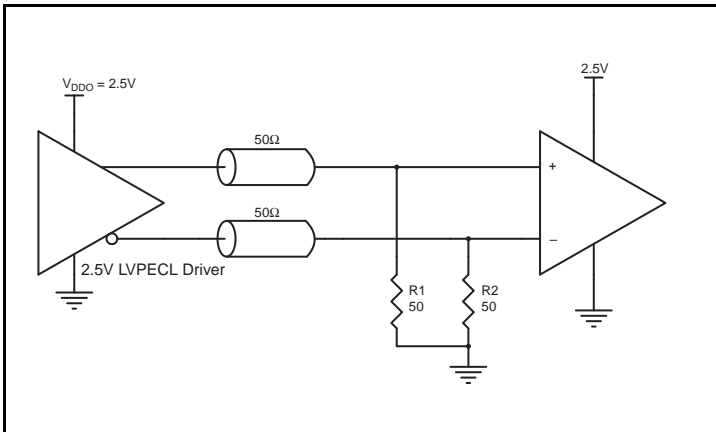 V_DDO = 2.5V
2.5V
50Ω
50Ω
+
−
2.5V LVPECL Driver
R1
50
R2
50